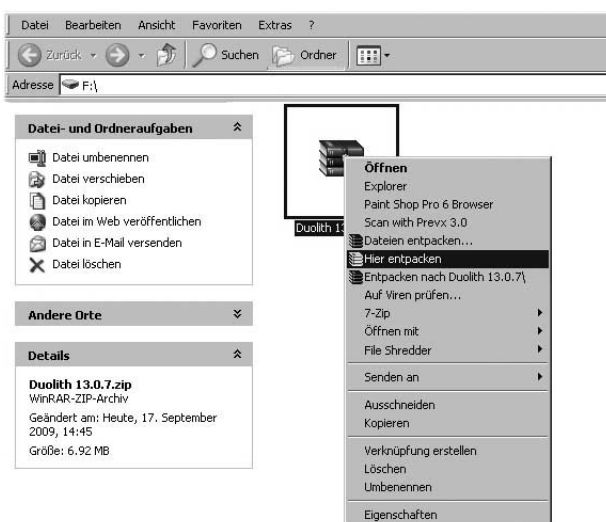 Datei Bearbeiten Ansicht Favoriten Extras ?
Zurück Suchen Ordner
Adresse F:\
Datei- und Ordneraufgaben
Datei umbenennen
Datei verschieben
Datei kopieren
Datei im Web veröffentlichen
Datei in E-Mail versenden
Datei löschen
Andere Orte
Details
Duolith 13.0.7.zip
WinRAR-ZIP-Archiv
Geändert am: Heute, 17. September
2009, 14:45
Größe: 6.92 MB
Duolith 13
Öffnen
Explorer
Paint Shop Pro 6 Browser
Scan with Prevx 3.0
Dateien entpacken...
Hier entpacken
Entpacken nach Duolith 13.0.7\
Auf Viren prüfen...
7-Zip
Öffnen mit
File Shredder
Senden an
Ausschneiden
Kopieren
Verknüpfung erstellen
Löschen
Umbenennen
Eigenschaften